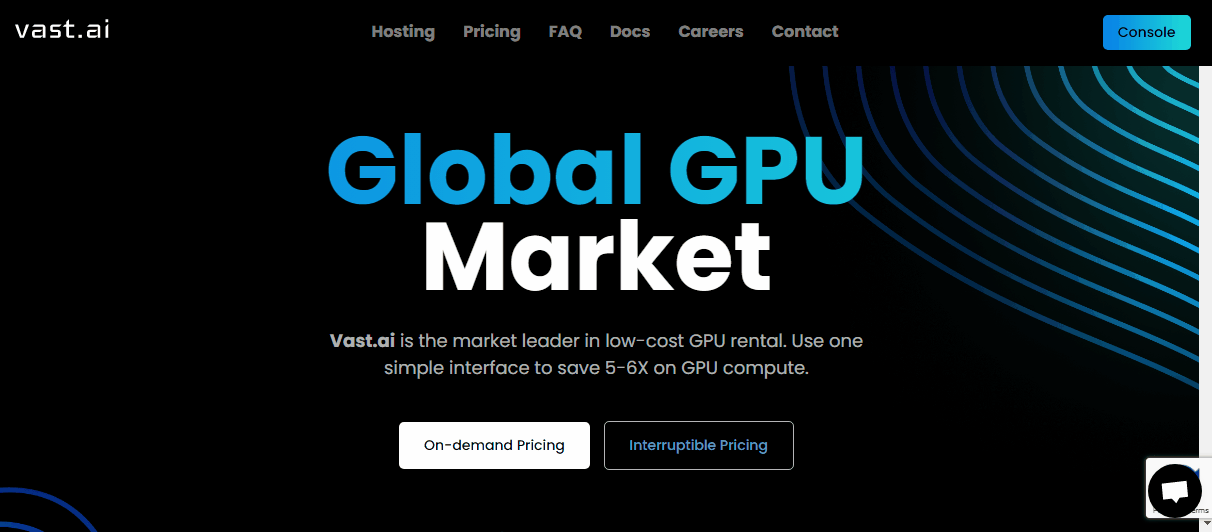 vast.ai
Hosting Pricing FAQ Docs Careers Contact
Console
Global GPU
Market
Vast.ai is the market leader in low-cost GPU rental. Use one
simple interface to save 5-6X on GPU compute.
On-demand Pricing
Interruptible Pricing